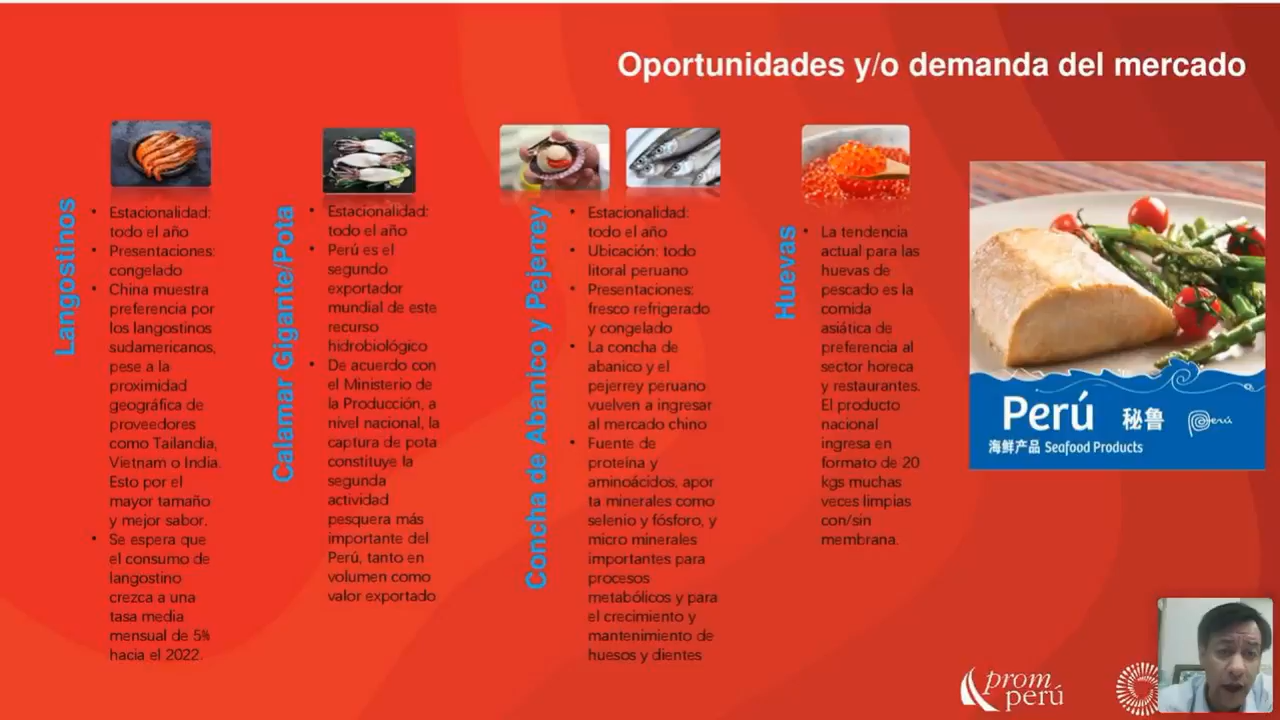 Oportunidades y/o demanda del mercado
Langostinos
• Estacionalidad:
todo el año
• Presentaciones:
congelado
• China muestra
preferencia por
los langostinos
sudamericanos,
pese a la
proximidad
geográfica de
proveedores
como Tailandia,
Vietnam o India.
Esto por el
mayor tamaño
y mejor sabor.
• Se espera que
el consumo de
langostino
crezca a una
tasa media
mensual de 5%
hacia el 2022.
Calamar Gigante/Pota
• Estacionalidad:
todo el año
• Perú es el
segundo
exportador
mundial de este
recurso
hidrobiológico
• De acuerdo con
el Ministerio de
la Producción, a
nivel nacional, la
captura de pota
constituye la
segunda
actividad
pesquera más
importante del
Perú, tanto en
volumen como
valor exportado
Concha de Abanico y Pejerrey
• Estacionalidad:
todo el año
• Ubicación: todo
litoral peruano
• Presentaciones:
fresco refrigerado
y congelado
• La concha de
abanico y el
pejerrey peruano
vuelven a ingresar
al mercado chino
• Fuente de
proteína y
aminoácidos, apor
ta minerales como
selenio y fósforo, y
micro minerales
importantes para
procesos
metabólicos y para
el crecimiento y
mantenimiento de
huesos y dientes
Huevas
• La tendencia
actual para las
huevas de
pescado es la
comida
asiática de
preferencia al
sector horeca
y restaurantes.
El producto
nacional
ingresa en
formato de 20
kgs muchas
veces limpias
con/sin
membrana.
Perú 秘鲁 Perú
海鲜产品 Seafood Products
prom
perú